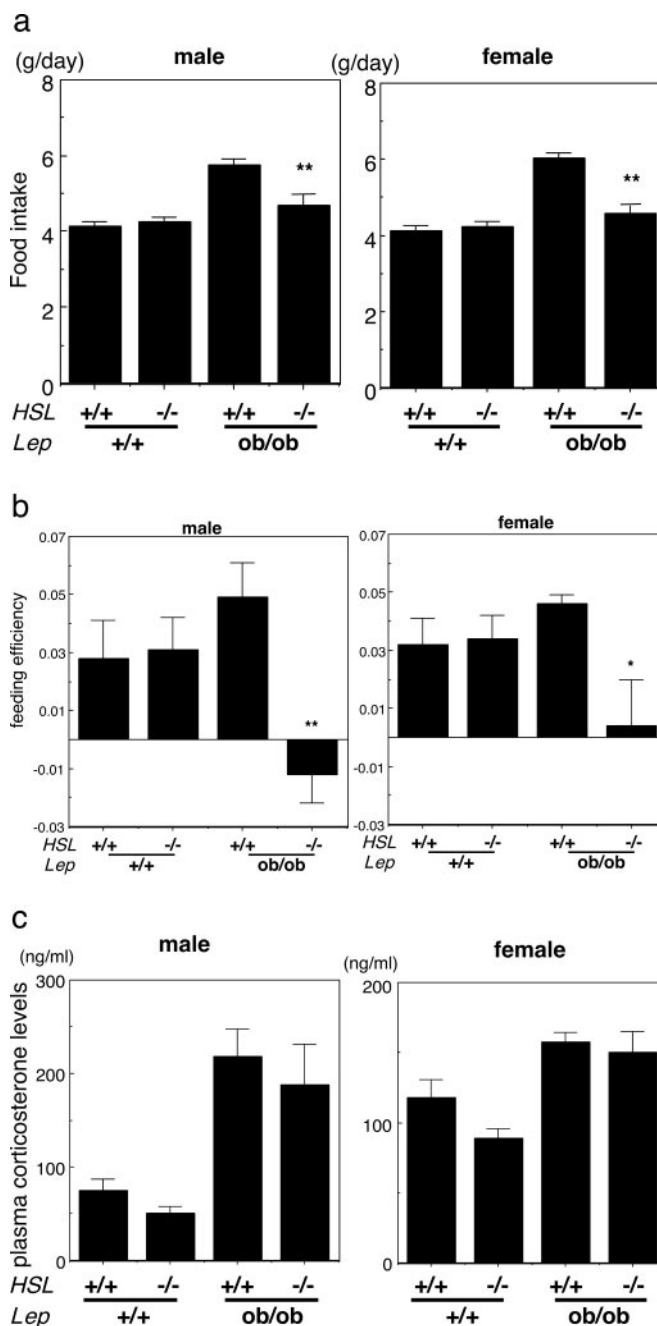 a
male
female
(g/day)
(g/day)
8
6
4
2
0
Food intake
**
8
6
4
2
0
**
HSL +/+ -/- +/+ -/- +/+ -/- +/+ -/-
Lep +/+ ob/ob +/+ ob/ob
b
male
female
0.07
0.05
0.03
0.01
-0.01
-0.03
feeding efficiency
**
0.07
0.05
0.03
0.01
-0.01
-0.03
*
HSL +/+ -/- +/+ -/- +/+ -/- +/+ -/-
Lep +/+ ob/ob +/+ ob/ob
c
male
female
(ng/ml)
(ng/ml)
300
200
100
0
plasma corticosterone levels
200
100
0
HSL +/+ -/- +/+ -/- +/+ -/- +/+ -/-
Lep +/+ ob/ob +/+ ob/ob